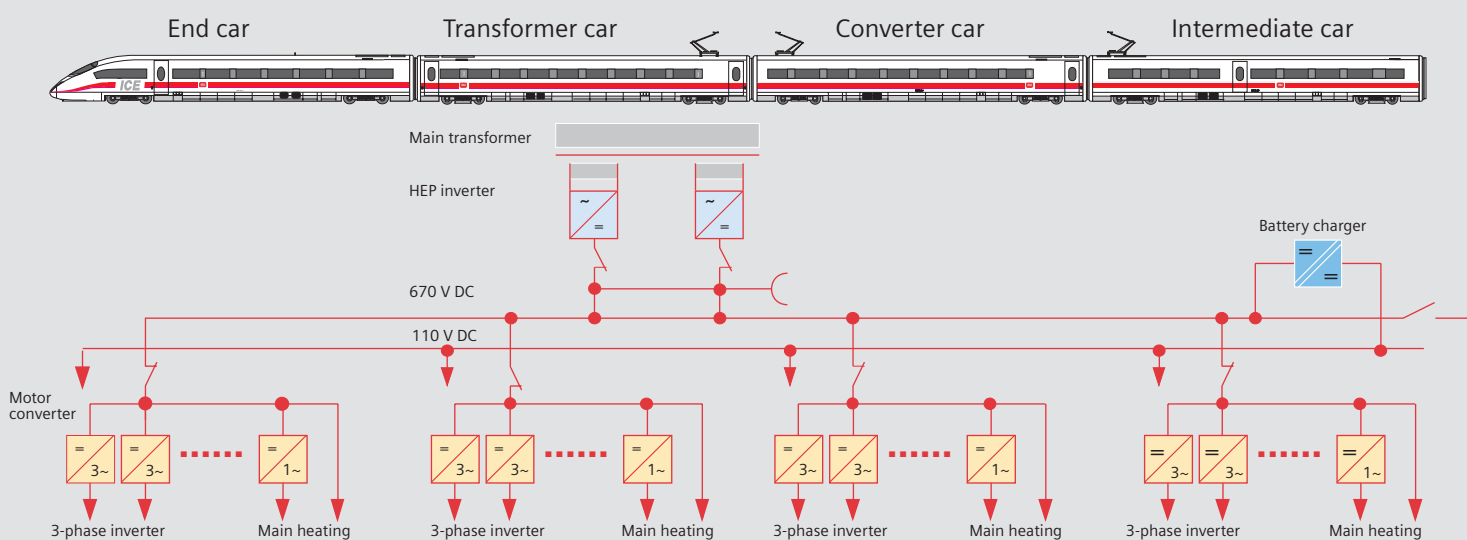 End car
Transformer car
Converter car
Intermediate car
ICE
Main transformer
HEP inverter
~
=
~
=
Battery charger
=
=
670 V DC
110 V DC
Motor
converter
=
3~
=
3~
=
1~
=
3~
=
3~
=
1~
=
3~
=
3~
=
1~
=
3~
=
3~
=
1~
3-phase inverter
Main heating
3-phase inverter
Main heating
3-phase inverter
Main heating
3-phase inverter
Main heating